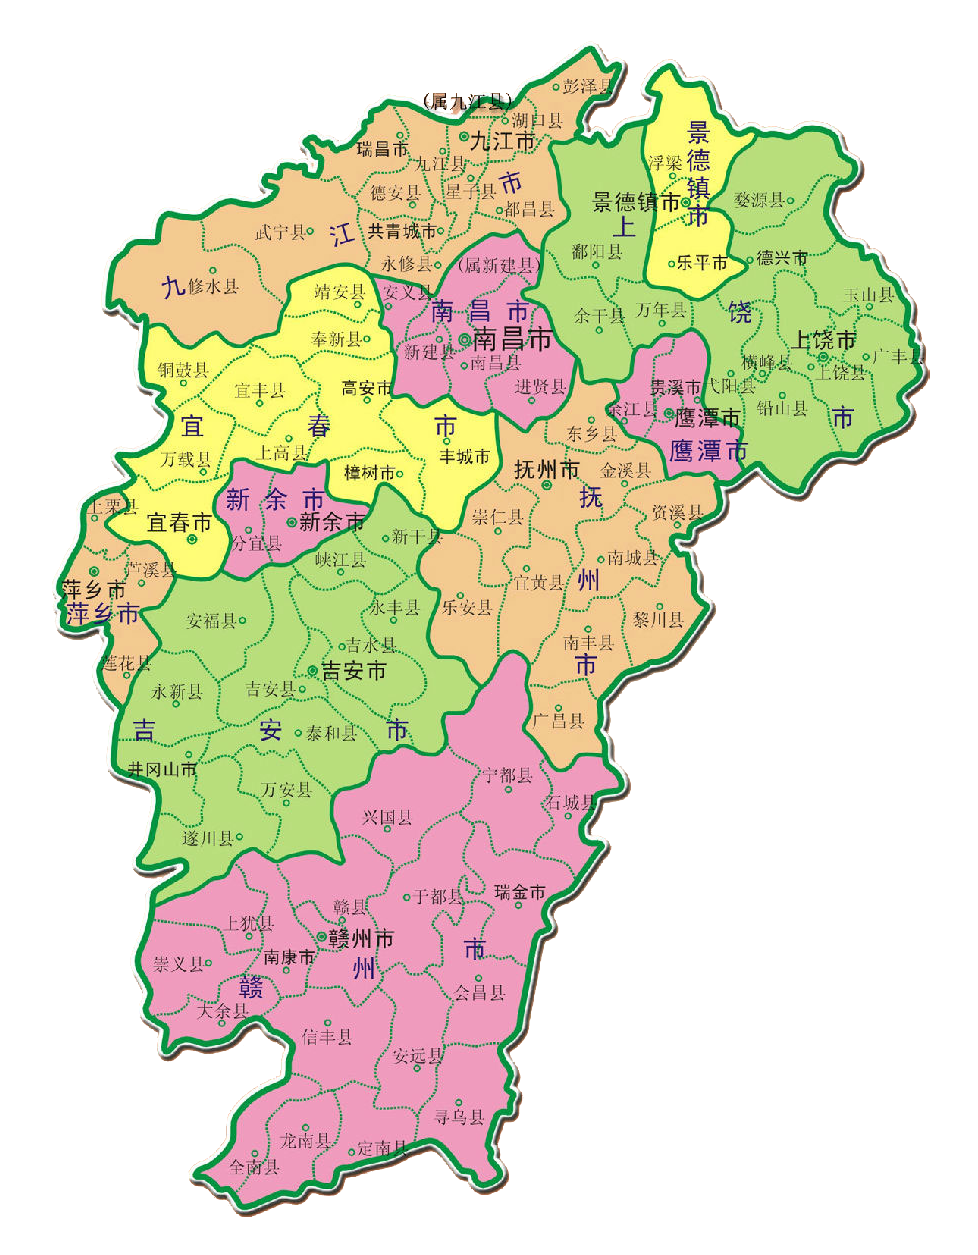 彭泽县
(属九江县)
湖口县
九江市
瑞昌市
九江县
星子县
德安县
都昌县
共青城市
武宁县
永修县
修水县
九江市
景德镇市
浮梁
景德镇市
乐平市
婺源县
德兴市
鄱阳县
余干县
万年县
玉山县
上饶市
广丰县
上饶县
横峰县
弋阳县
铅山县
上饶市
(属新建县)
安义县
南昌市
南昌市
新建县
南昌县
进贤县
靖安县
奉新县
铜鼓县
宜丰县
高安市
宜春市
上高县
万载县
丰城市
樟树市
宜春市
贵溪市
余江县
鹰潭市
鹰潭市
东乡县
抚州市
金溪县
抚州市
崇仁县
资溪县
南城县
宜黄县
乐安县
黎川县
南丰县
广昌县
新余市
新余市
分宜县
上栗县
芦溪县
萍乡市
萍乡市
莲花县
新干县
峡江县
永丰县
安福县
吉水县
吉安市
吉安县
永新县
吉安市
泰和县
井冈山市
万安县
遂川县
宁都县
石城县
兴国县
于都县
瑞金市
赣县
上犹县
赣州市
南康市
崇义县
赣州市
会昌县
大余县
信丰县
安远县
寻乌县
龙南县
定南县
全南县